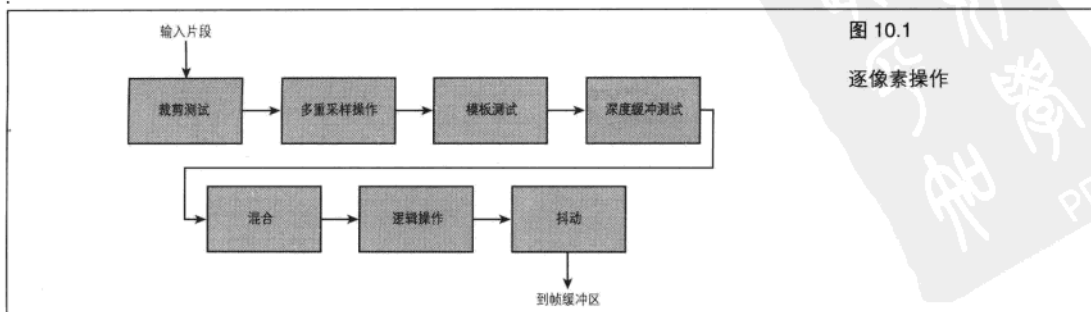 输入片段
裁剪测试
多重采样操作
模板测试
深度缓冲测试
混合
逻辑操作
抖动
到帧缓冲区
图 10.1
逐像素操作